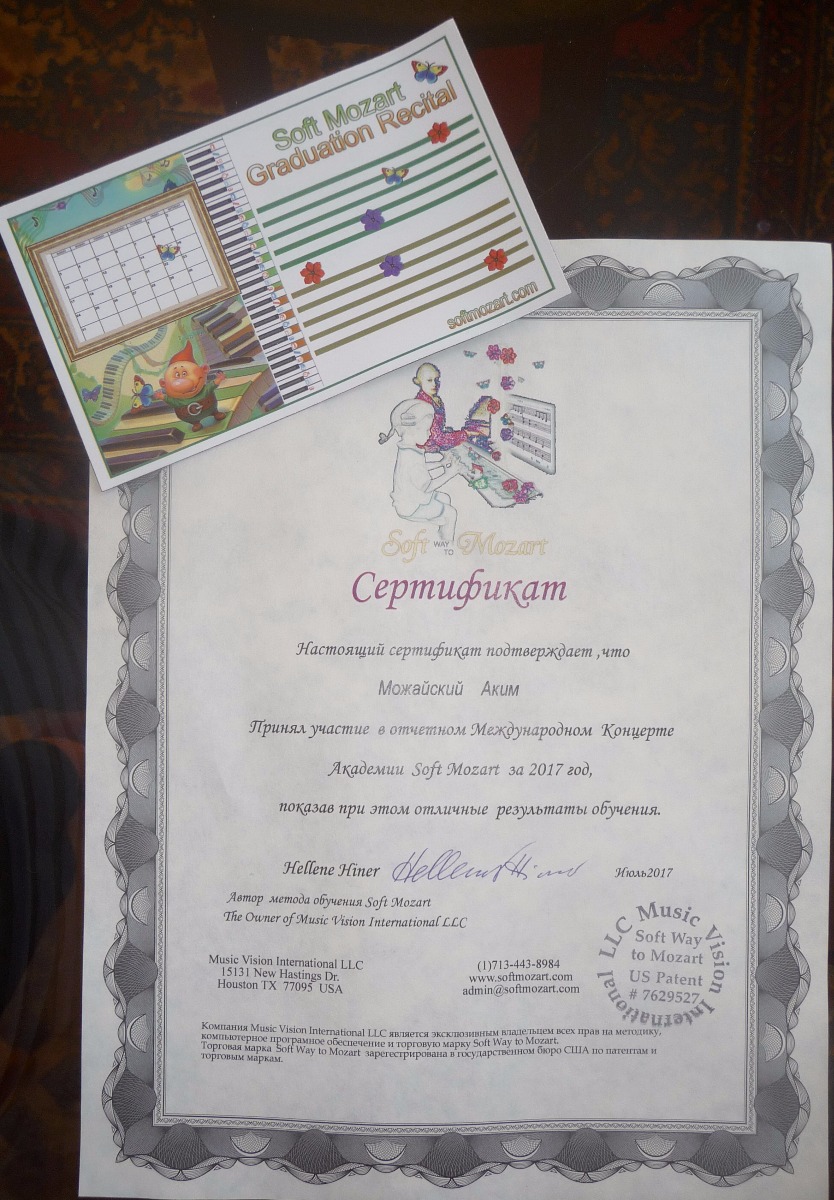 Soft Mozart
Graduation Recital
softmozart.com
Soft WAY TO Mozart
Сертификат
Настоящий сертификат подтверждает ,что
Можайский Аким
Принял участие в отчетном Международном Концерте
Академии Soft Mozart за 2017 год,
показав при этом отличные результаты обучения.
Hellene Hiner Hellene Hiner Июль2017
Автор метода обучения Soft Mozart
The Owner of Music Vision International LLC
Music Vision International LLC
15131 New Hastings Dr.
Houston TX 77095 USA
(1)713-443-8984
www.softmozart.com
admin@softmozart.com
Music Vision International LLC
Soft Way
to Mozart
US Patent
# 7629527
Компания Music Vision International LLC является эксклюзивным владельцем всех прав на методику,
компьютерное програмное обеспечение и торговую марку Soft Way to Mozart.
Торговая марка Soft Way to Mozart зарегестрирована в государственном бюро США по патентам и
торговым маркам.